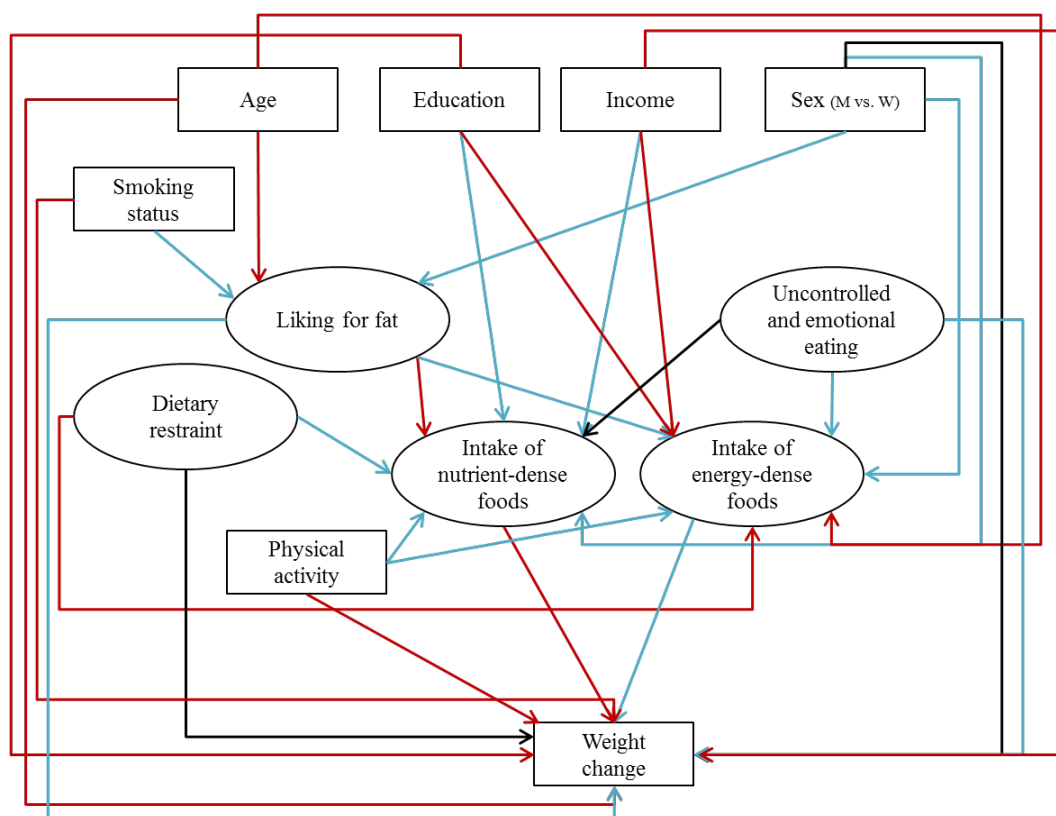 Age
Education
Income
Sex (M vs. W)
Smoking
status
Liking for fat
Uncontrolled
and emotional
eating
Dietary
restraint
Intake of
nutrient-dense
foods
Intake of
energy-dense
foods
Physical
activity
Weight
change